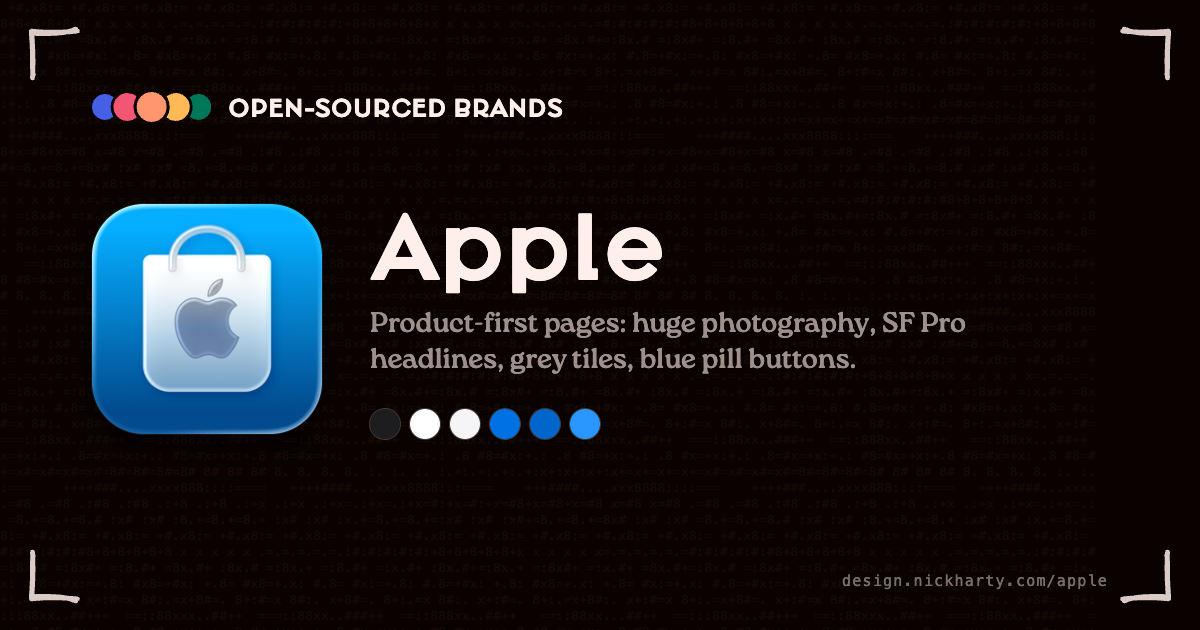 OPEN-SOURCED BRANDS
Apple
Product-first pages: huge photography, SF Pro
headlines, grey tiles, blue pill buttons.
design.nickharty.com/apple